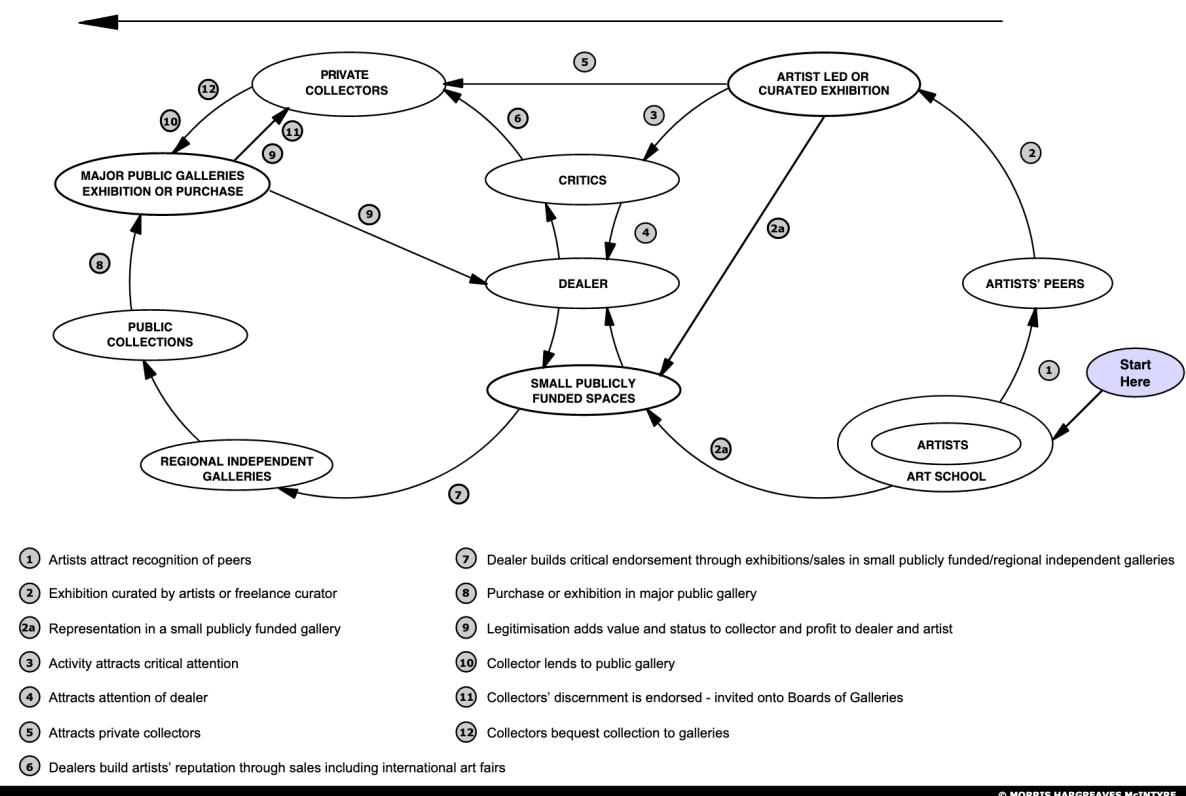 5
12
PRIVATE
COLLECTORS
ARTIST LED OR
CURATED EXHIBITION
10
11
6
3
2
9
MAJOR PUBLIC GALLERIES
EXHIBITION OR PURCHASE
CRITICS
9
4
2a
8
DEALER
ARTISTS' PEERS
PUBLIC
COLLECTIONS
1
Start
Here
SMALL PUBLICLY
FUNDED SPACES
REGIONAL INDEPENDENT
GALLERIES
2a
ARTISTS
ART SCHOOL
7
1 Artists attract recognition of peers
2 Exhibition curated by artists or freelance curator
2a Representation in a small publicly funded gallery
3 Activity attracts critical attention
4 Attracts attention of dealer
5 Attracts private collectors
6 Dealers build artists' reputation through sales including international art fairs
7 Dealer builds critical endorsement through exhibitions/sales in small publicly funded/regional independent galleries
8 Purchase or exhibition in major public gallery
9 Legitimisation adds value and status to collector and profit to dealer and artist
10 Collector lends to public gallery
11 Collectors' discernment is endorsed - invited onto Boards of Galleries
12 Collectors bequest collection to galleries
© MORRIS HARGREAVES McINTYRE